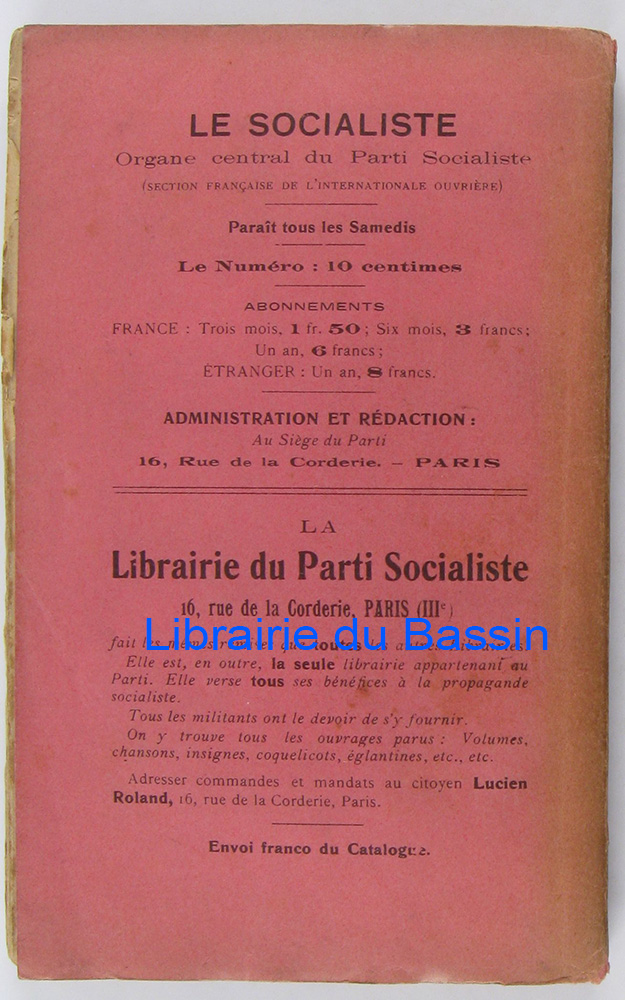 LE SOCIALISTE
Organe central du Parti Socialiste
(SECTION FRANÇAISE DE L'INTERNATIONALE OUVRIÈRE)
Paraît tous les Samedis
Le Numéro : 10 centimes
ABONNEMENTS
FRANCE : Trois mois, 1 fr. 50 ; Six mois, 3 francs ;
Un an, 6 francs ;
ÉTRANGER : Un an, 8 francs.
ADMINISTRATION ET RÉDACTION :
Au Siège du Parti
16, Rue de la Corderie. – PARIS
LA
Librairie du Parti Socialiste
16, rue de la Corderie, PARIS (IIIe)
Librairie du Bassin
fait les toutes
Elle est, en outre, la seule librairie appartenant au
Parti. Elle verse tous ses bénéfices à la propagande
socialiste.
Tous les militants ont le devoir de s'y fournir.
On y trouve tous les ouvrages parus : Volumes,
chansons, insignes, coquelicots, églantines, etc., etc.
Adresser commandes et mandats au citoyen Lucien
Roland, 16, rue de la Corderie, Paris.
Envoi franco du Catalogue.